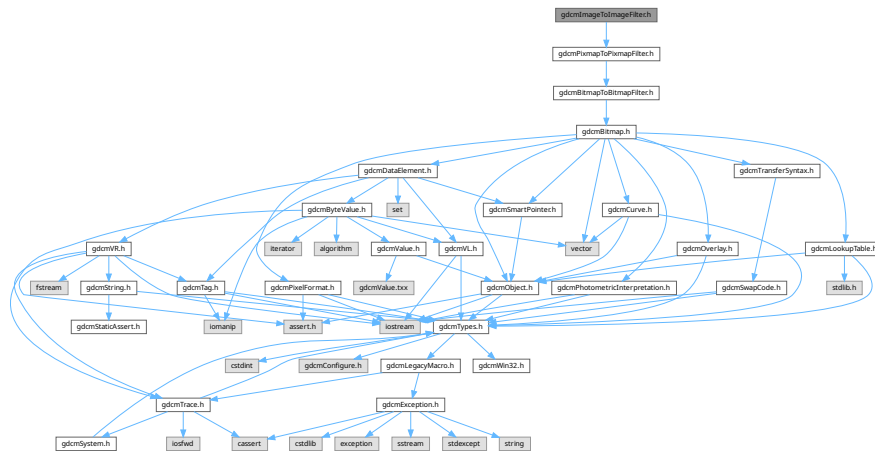 gdcmImageToImageFilter.h
gdcmPixmapToPixmapFilter.h
gdcmBitmapToBitmapFilter.h
gdcmBitmap.h
gdcmDataElement.h
gdcmTransferSyntax.h
set
gdcmByteValue.h
gdcmSmartPointer.h
gdcmCurve.h
gdcmVR.h
iterator
algorithm
gdcmValue.h
gdcmVL.h
vector
gdcmOverlay.h
gdcmLookupTable.h
fstream
gdcmString.h
gdcmTag.h
gdcmPixelFormat.h
gdcmValue.txx
gdcmObject.h
gdcmPhotometricInterpretation.h
gdcmSwapCode.h
stdlib.h
gdcmStaticAssert.h
iomanip
assert.h
iostream
gdcmTypes.h
cstdint
gdcmConfigure.h
gdcmLegacyMacro.h
gdcmWin32.h
gdcmTrace.h
gdcmException.h
gdcmSystem.h
iosfwd
cassert
cstdlib
exception
sstream
stdexcept
string